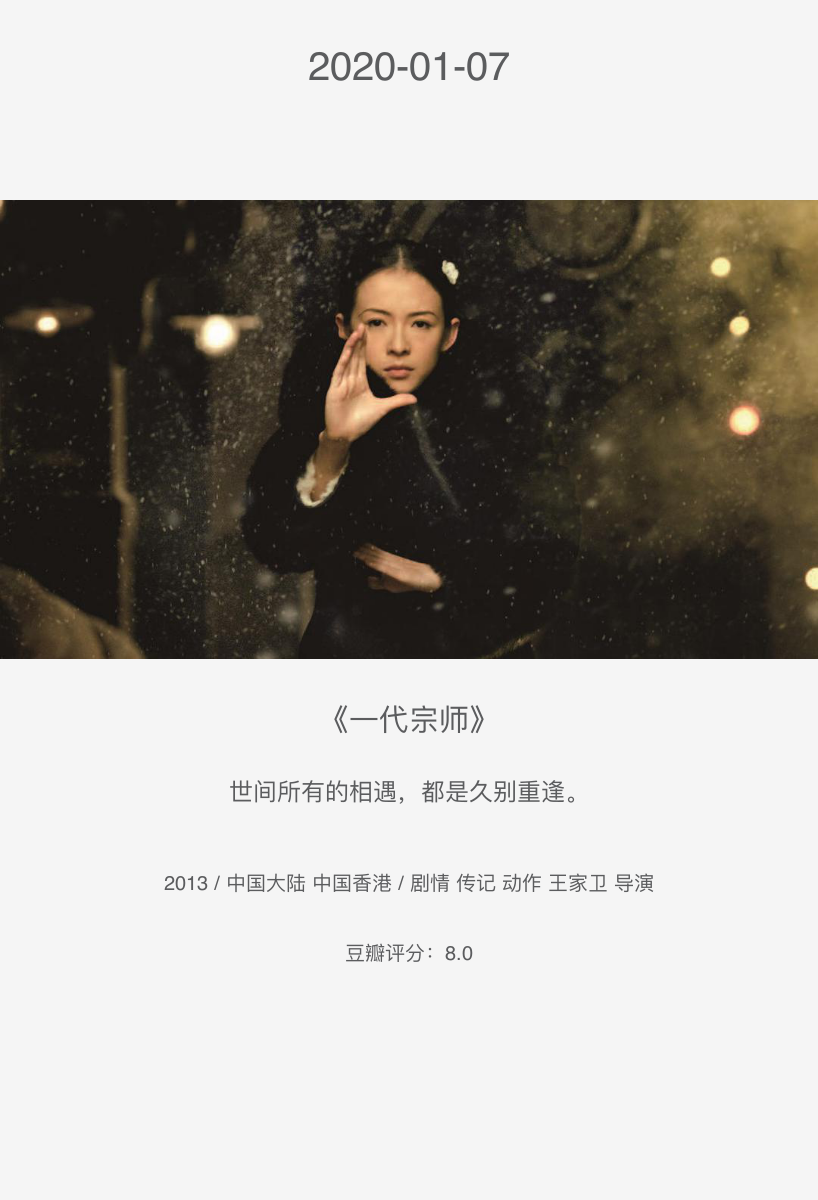 2020-01-07
《一代宗师》
世间所有的相遇，都是久别重逢。
2013 / 中国大陆 中国香港 / 剧情 传记 动作 王家卫 导演
豆瓣评分：8.0